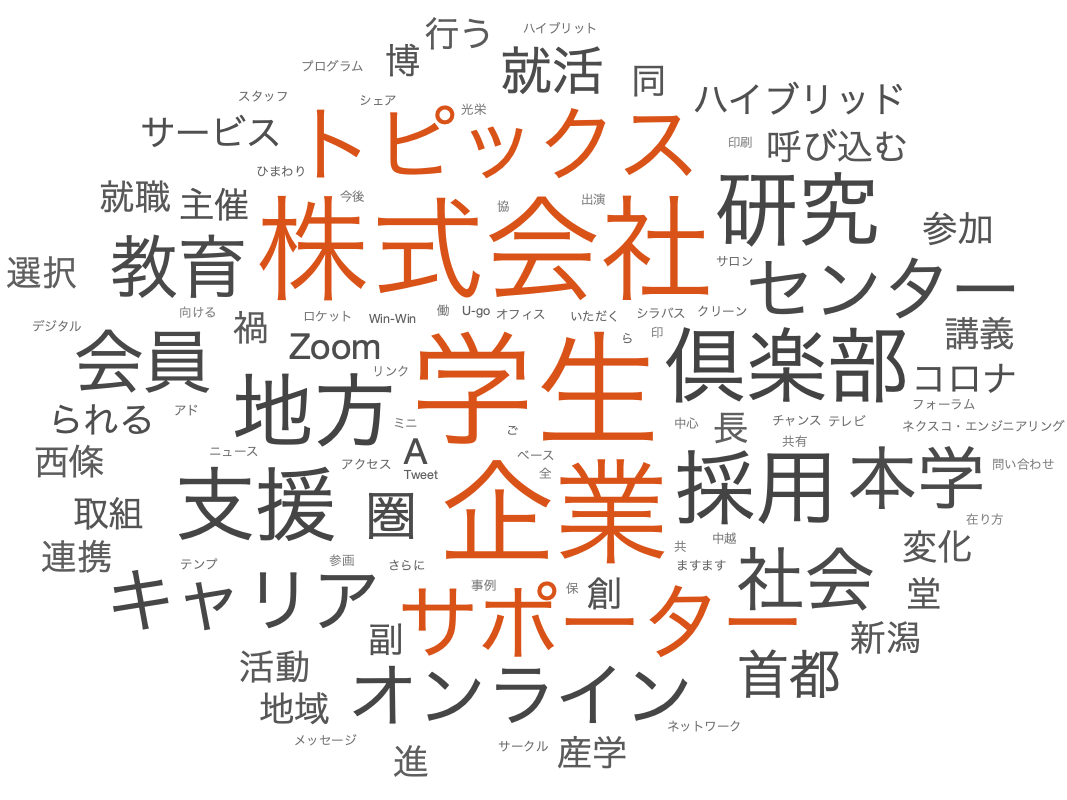 行う
ハイブリット
博
就活
プログラム
同
スタッフ
シェア
光栄
ハイブリッド
サービス
トピックス
印刷
呼び込む
ひまわり
就職
主催
今後
協
出演
研究
株式会社
参加
教育
選択
サロン
センター
デジタル
向ける
禍
ロケット
Win-Win
働
U-go
オフィス
いただく
シラバス
クリーン
講義
会員
Zoom
学生
ら
印
倶楽部
コロナ
地方
リンク
られる
アド
ミニ
ご
中心
長
チャンス
テレビ
フォーラム
ネクスコ・エンジニアリング
共有
西條
ニュース
アクセス
A
Tweet
ベース
全
採用
本学
問い合わせ
支援
圏
企業
取組
在り方
連携
共
中越
変化
テンプ
参画
さらに
事例
保
創
ますます
社会
堂
キャリア
サポーター
副
新潟
活動
オンライン
首都
地域
メッセージ
ネットワーク
進
サークル
産学